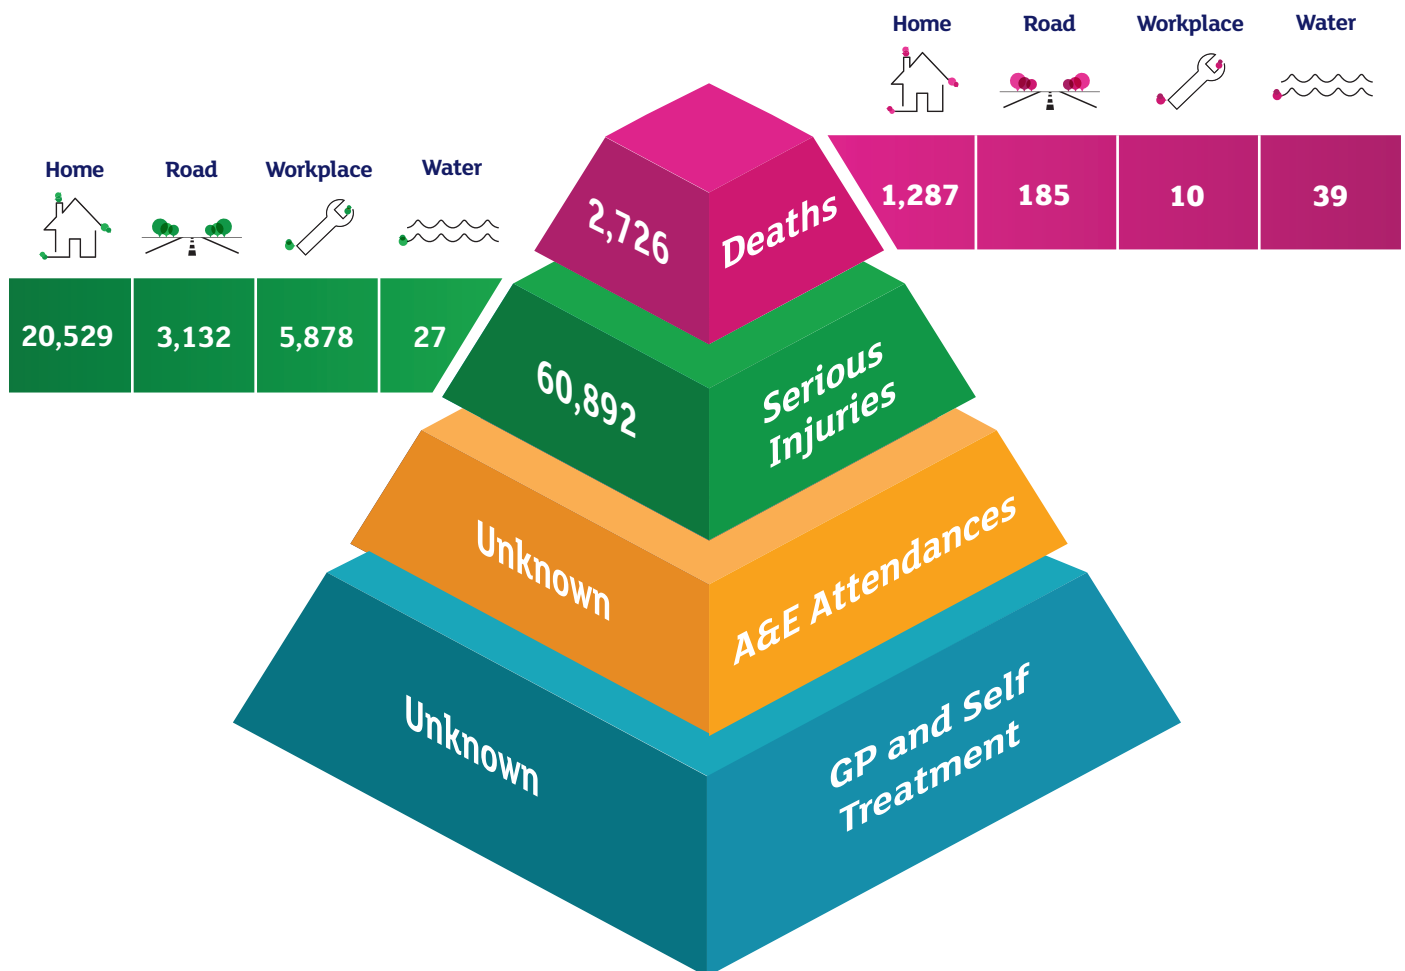 Home Road Workplace Water
1,287 185 10 39
Home Road Workplace Water
20,529 3,132 5,878 27
2,726
Deaths
60,892
Serious
Injuries
Unknown
A&E Attendances
Unknown
GP and Self
Treatment